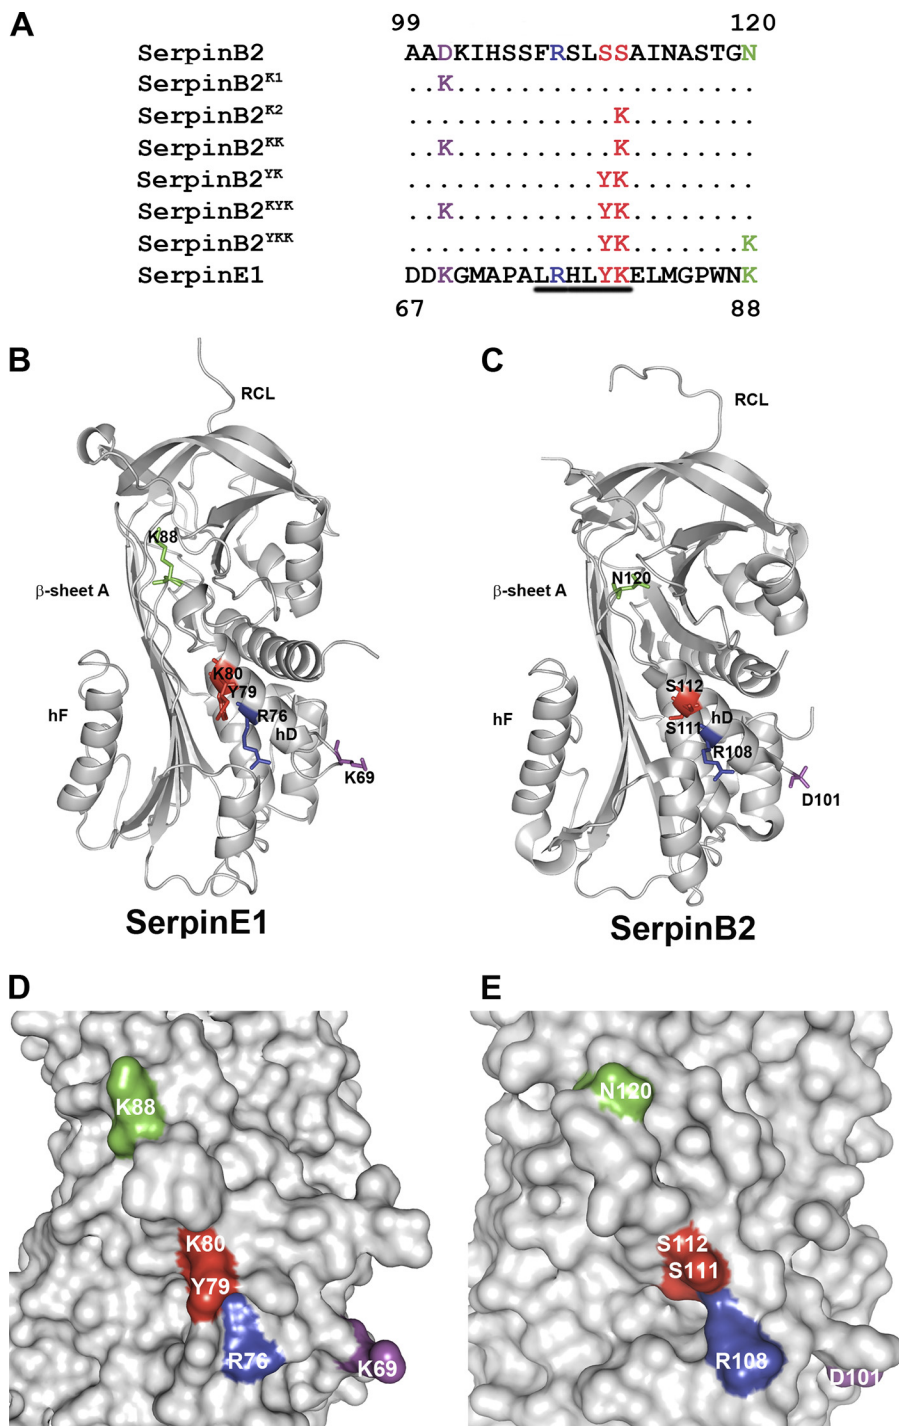 A
99 120
SerpinB2 AADKIHSSFRSLSSAINASTGN
SerpinB2K1 ..K...................
SerpinB2K2 .............K........
SerpinB2KK ..K..........K........
SerpinB2YK ............YK........
SerpinB2KYK ..K.........YK........
SerpinB2YKK ............YK.......K
SerpinE1 DDKGMAPALRHLYKELMGPWNK
67 88
B
RCL
K88
β-sheet A
K80
Y79
R76
hF
hD
K69
SerpinE1
C
RCL
N120
β-sheet A
S112
hF
hD
S111
R108
D101
SerpinB2
D
K88
K80
Y79
R76
K69
E
N120
S112
S111
R108
D101